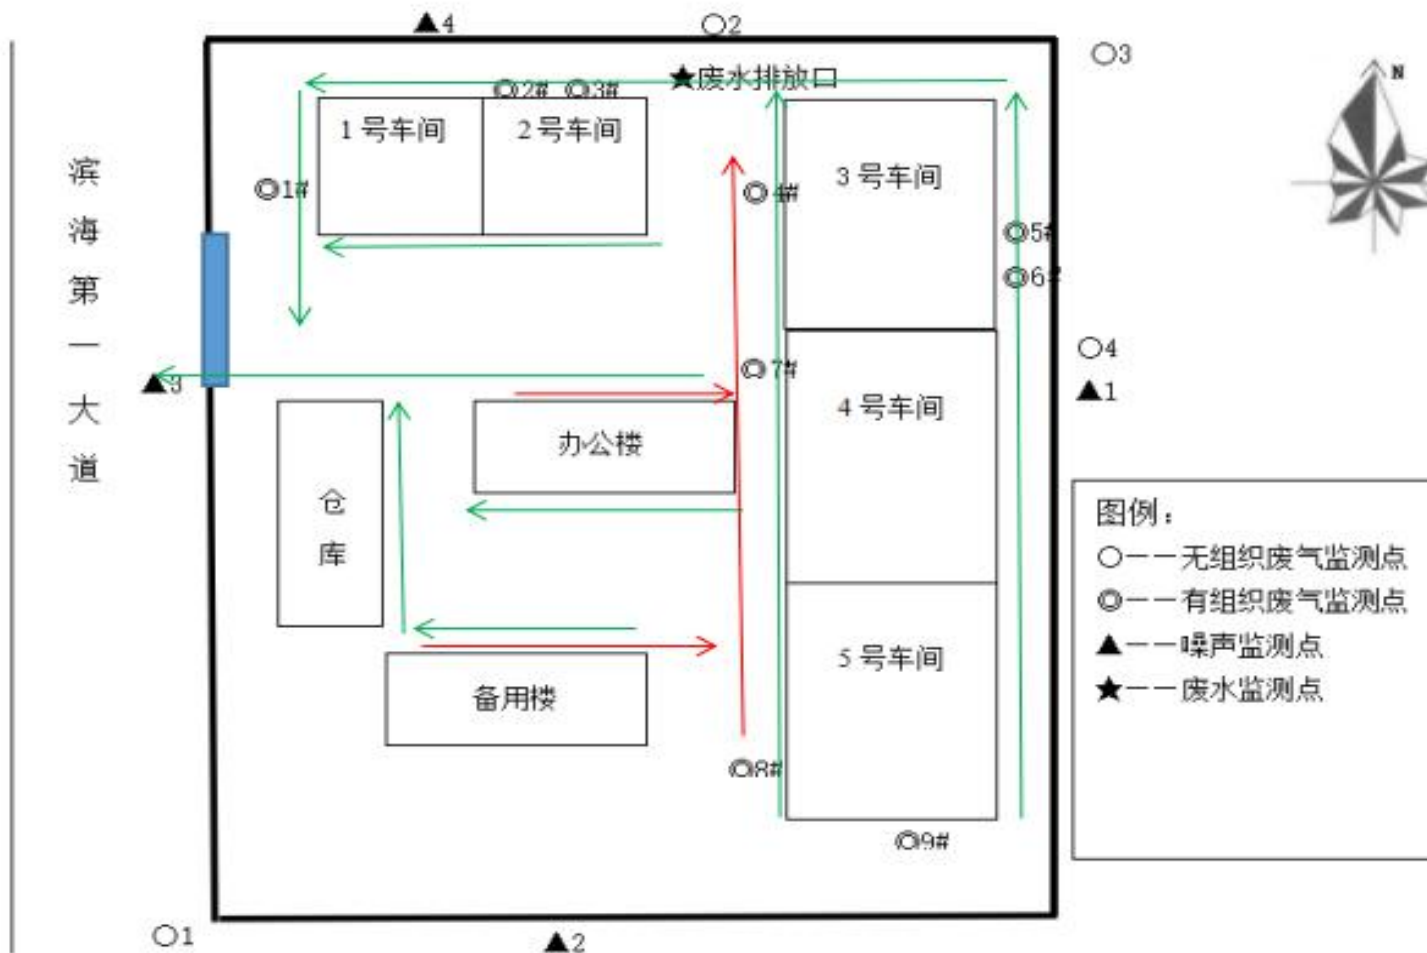 ▲4
○2
○3
N
★废水排放口
◎2# ◎3#
1 号车间
2 号车间
3 号车间
◎1#
◎4#
◎5#
◎6#
滨海第一大道
○4
▲3
◎7#
▲1
4 号车间
办公楼
仓库
图例：
○——无组织废气监测点
◎——有组织废气监测点
▲——噪声监测点
★——废水监测点
5 号车间
备用楼
◎8#
◎9#
○1
▲2